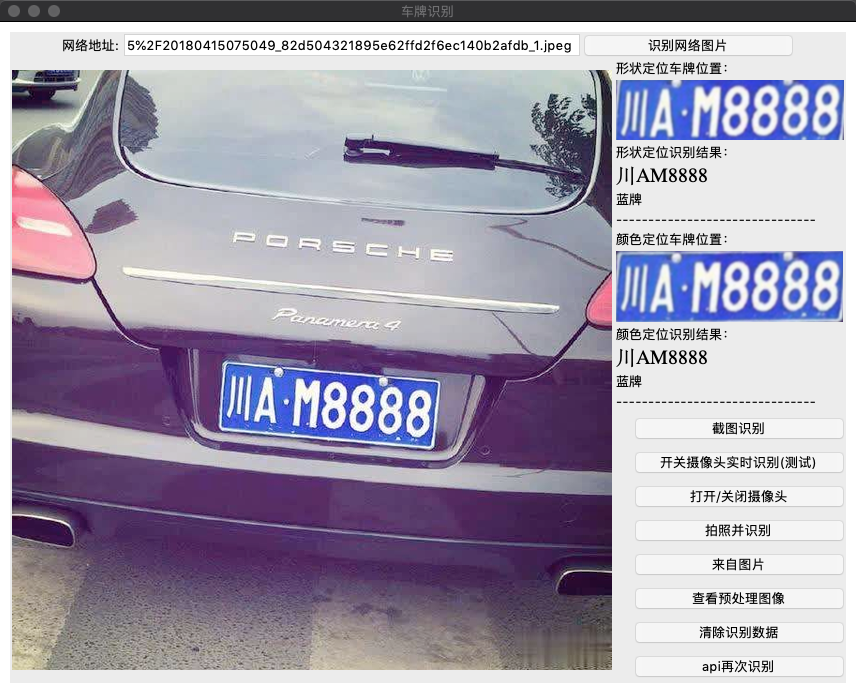 车牌识别
网络地址: 5%2F20180415075049_82d504321895e62ffd2f6ec140b2afdb_1.jpeg 识别网络图片
形状定位车牌位置:
川A·M8888
形状定位识别结果:
川AM8888
蓝牌
-------------------------------
颜色定位车牌位置:
川A·M8888
颜色定位识别结果:
川AM8888
蓝牌
-------------------------------
PORSCHE
Panamera 4
川A·M8888
截图识别
开关摄像头实时识别(测试)
打开/关闭摄像头
拍照并识别
来自图片
查看预处理图像
清除识别数据
api再次识别